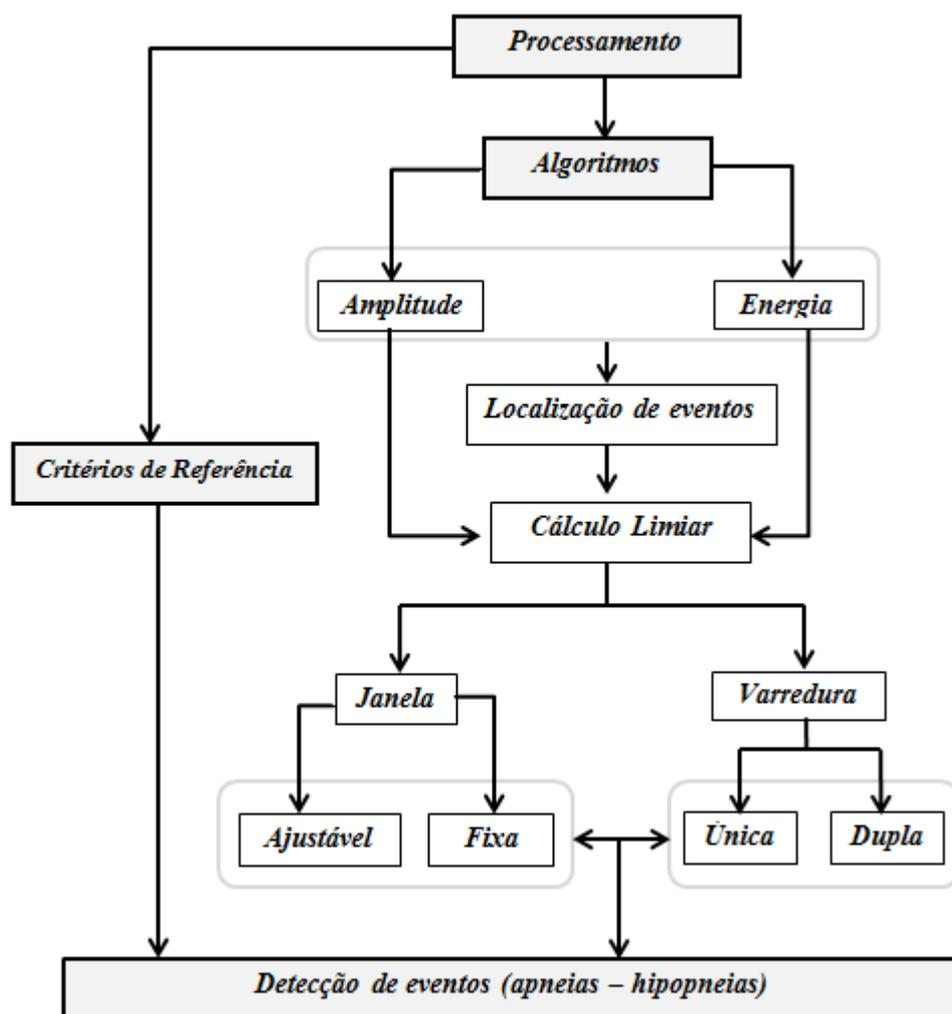 Processamento
Algoritmos
Amplitude
Energia
Localização de eventos
Critérios de Referência
Cálculo Limiar
Janela
Varredura
Ajustável
Fixa
Única
Dupla
Detecção de eventos (apneias – hipopneias)